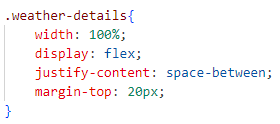 .weather-details{
    width: 100%;
    display: flex;
    justify-content: space-between;
    margin-top: 20px;
}